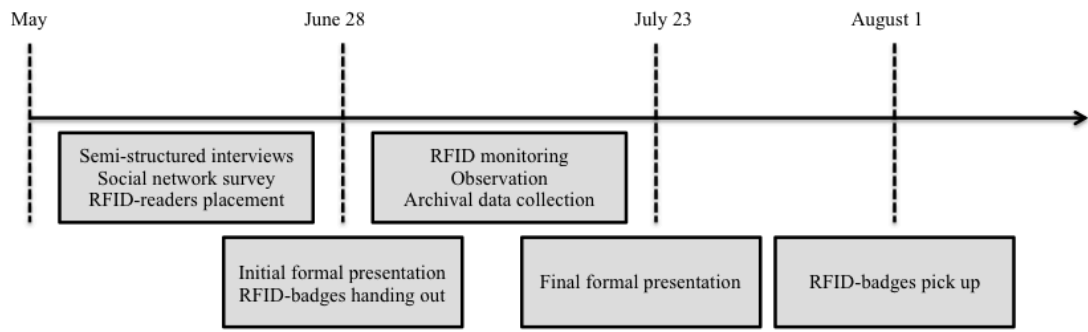 May
June 28
July 23
August 1
Semi-structured interviews
Social network survey
RFID-readers placement
RFID monitoring
Observation
Archival data collection
Initial formal presentation
RFID-badges handing out
Final formal presentation
RFID-badges pick up